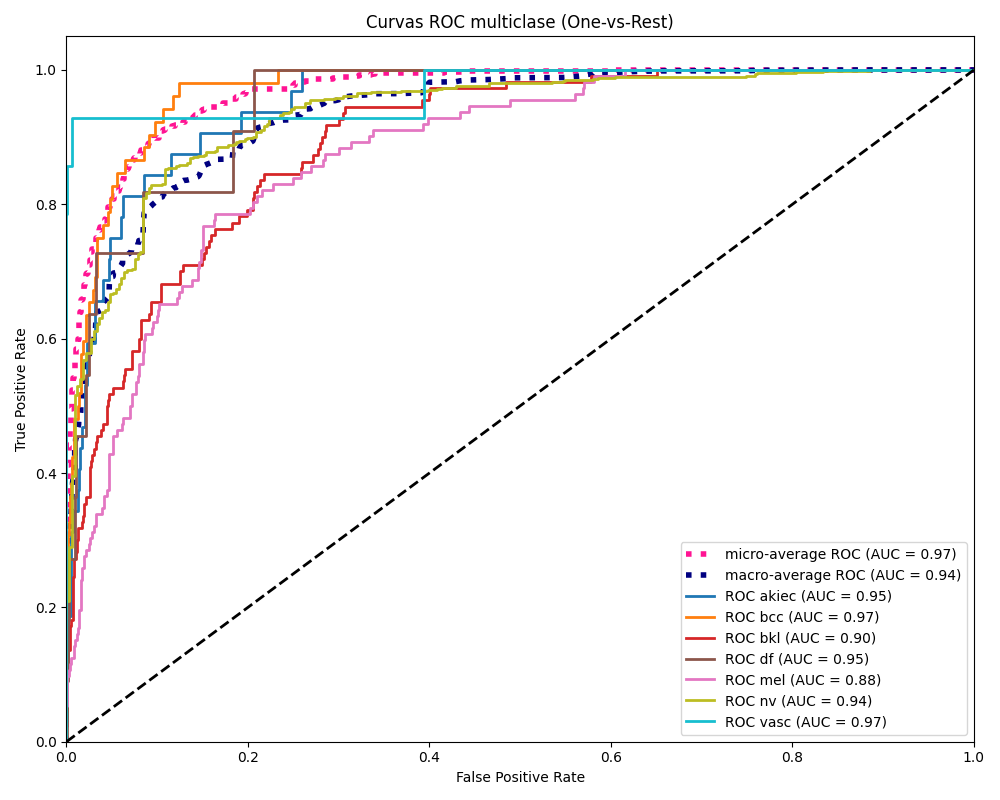 Curvas ROC multiclase (One-vs-Rest)
True Positive Rate
1.0
0.8
0.6
0.4
0.2
0.0
micro-average ROC (AUC = 0.97)
macro-average ROC (AUC = 0.94)
ROC akiec (AUC = 0.95)
ROC bcc (AUC = 0.97)
ROC bkl (AUC = 0.90)
ROC df (AUC = 0.95)
ROC mel (AUC = 0.88)
ROC nv (AUC = 0.94)
ROC vasc (AUC = 0.97)
0.0 0.2 0.4 0.6 0.8 1.0
False Positive Rate